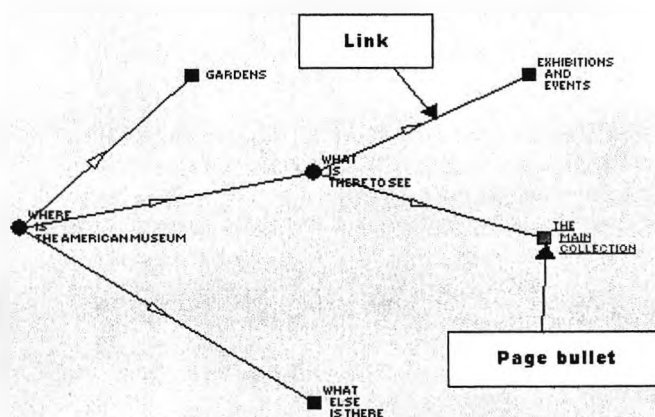 Link
GARDENS
EXHIBITIONS
AND
EVENTS
WHAT
IS
THERE TO SEE
WHERE
IS
THE AMERICAN MUSEUM
THE
MAIN
COLLECTION
Page bullet
WHAT
ELSE
IS THERE